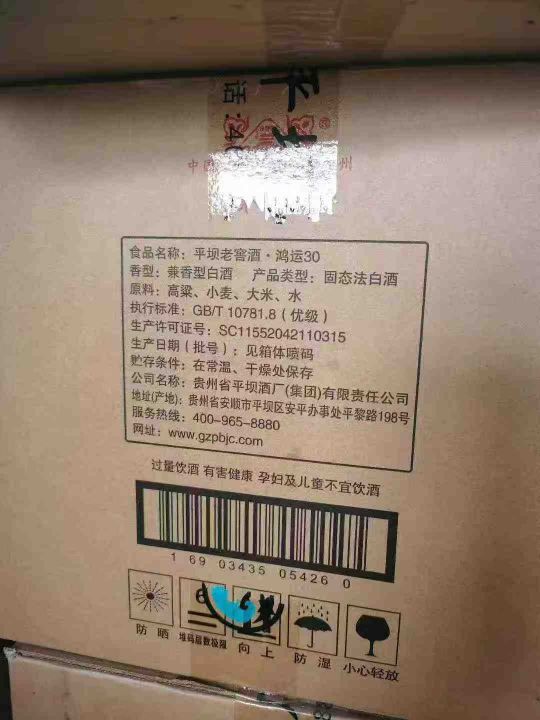 中国
州
食品名称：平坝老窖酒·鸿运30
香型：兼香型白酒 产品类型：固态法白酒
原料：高粱、小麦、大米、水
执行标准：GB/T 10781.8（优级）
生产许可证号：SC11552042110315
生产日期（批号）：见箱体喷码
贮存条件：在常温、干燥处保存
公司名称：贵州省平坝酒厂(集团)有限责任公司
地址(产地)：贵州省安顺市平坝区安平办事处平黎路198号
服务热线：400-965-8880
网址：www.gzpbjc.com
过量饮酒 有害健康 孕妇及儿童不宜饮酒
1 69 03435 05426 0
6
防晒
堆码层数极限
向上
防湿
小心轻放